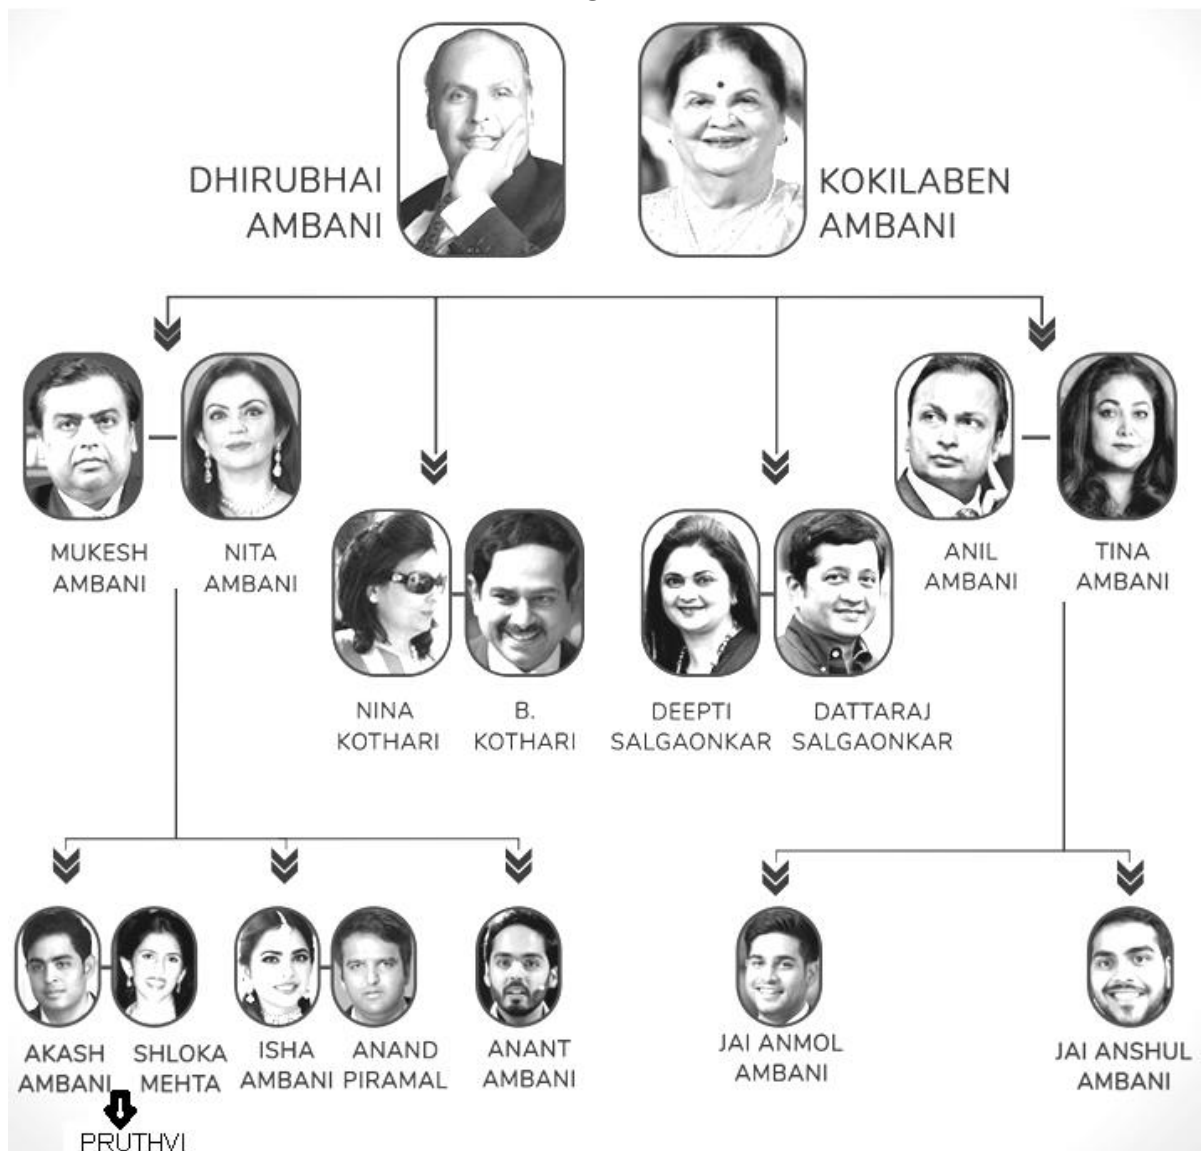 DHIRUBHAI
AMBANI
KOKILABEN
AMBANI
MUKESH
AMBANI
NITA
AMBANI
ANIL
AMBANI
TINA
AMBANI
NINA
KOTHARI
B.
KOTHARI
DEEPTI
SALGAONKAR
DATTARAJ
SALGAONKAR
AKASH
AMBANI
SHLOKA
MEHTA
ISHA
AMBANI
ANAND
PIRAMAL
ANANT
AMBANI
JAI ANMOL
AMBANI
JAI ANSHUL
AMBANI
PRUTHVI